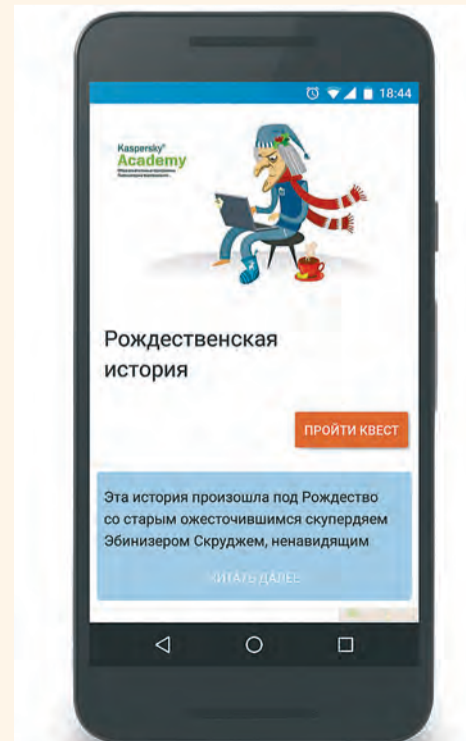 18:44
Kaspersky®
Academy
Рождественская
история
ПРОЙТИ КВЕСТ
Эта история произошла под Рождество
со старым ожесточившимся скупердяем
Эбинизером Скруджем, ненавидящим
ЧИТАТЬ ДАЛЕЕ